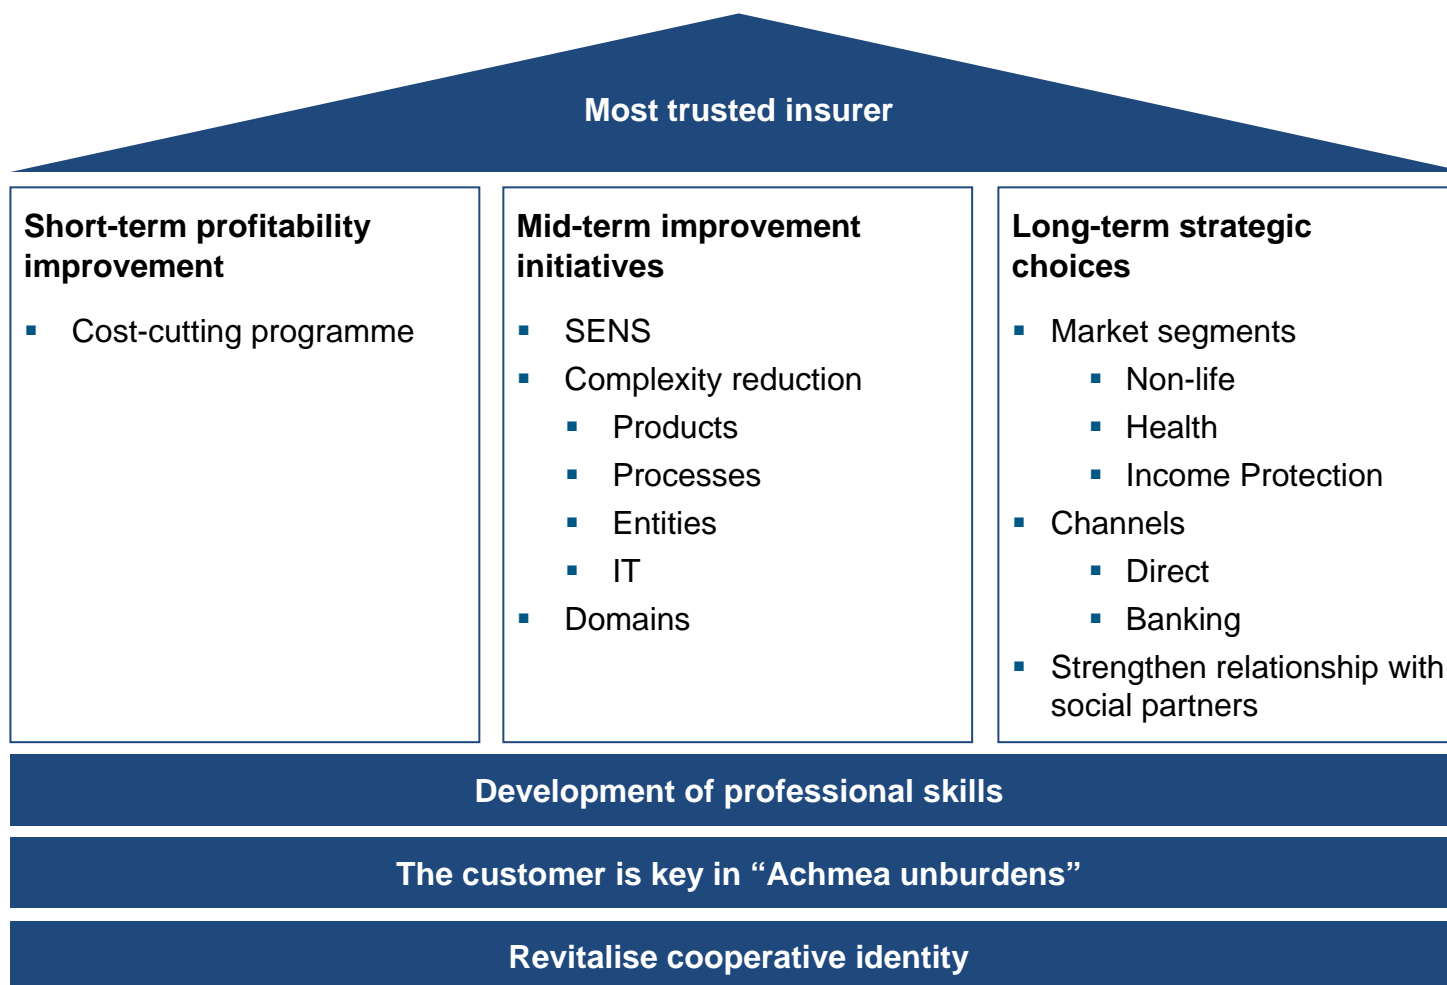 Most trusted insurer
Short-term profitability
improvement
▪ Cost-cutting programme
Mid-term improvement
initiatives
▪ SENS
▪ Complexity reduction
▪ Products
▪ Processes
▪ Entities
▪ IT
▪ Domains
Long-term strategic
choices
▪ Market segments
▪ Non-life
▪ Health
▪ Income Protection
▪ Channels
▪ Direct
▪ Banking
▪ Strengthen relationship with
social partners
Development of professional skills
The customer is key in “Achmea unburdens”
Revitalise cooperative identity